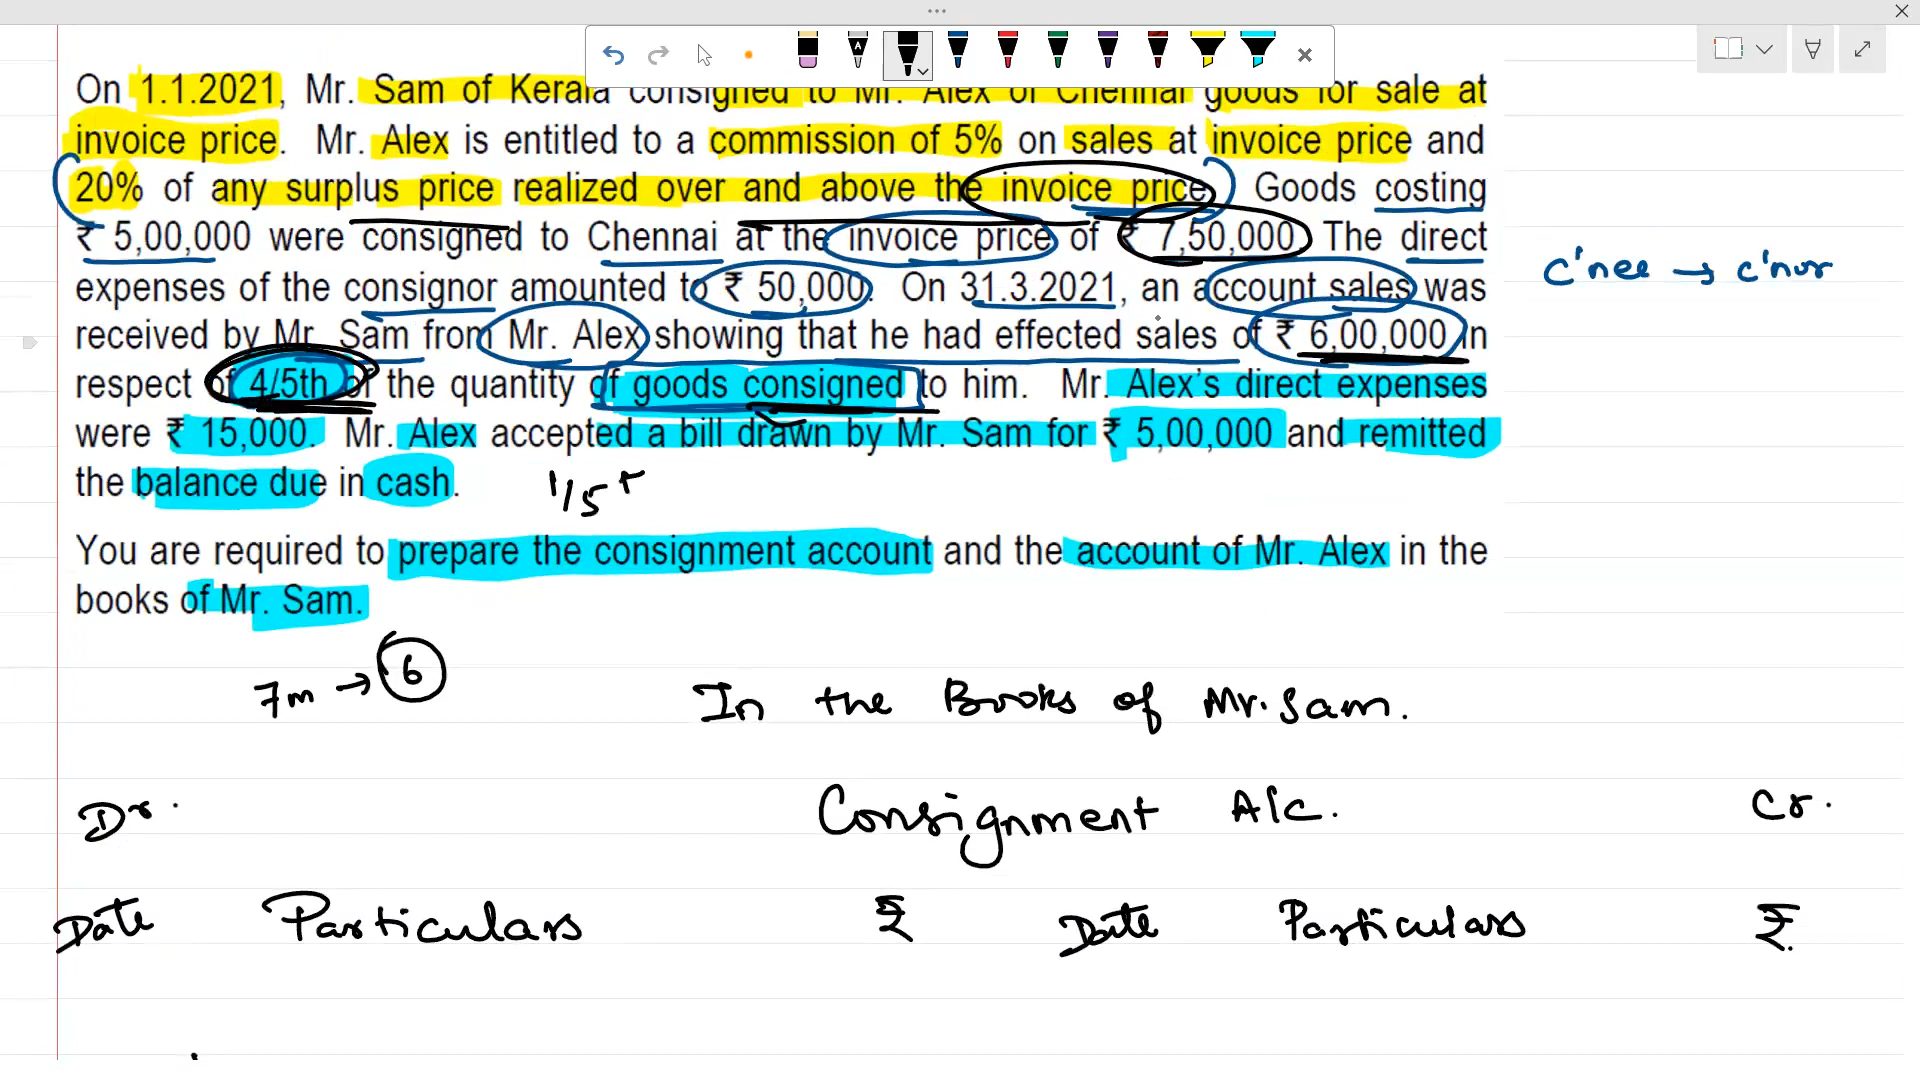 On 1.1.2021, Mr. Sam of Kerala consigned to Mr. Alex of Chennai goods for sale at
invoice price. Mr. Alex is entitled to a commission of 5% on sales at invoice price and
20% of any surplus price realized over and above the invoice price. Goods costing
₹ 5,00,000 were consigned to Chennai at the invoice price of ₹ 7,50,000. The direct
expenses of the consignor amounted to ₹ 50,000. On 31.3.2021, an account sales was
received by Mr. Sam from Mr. Alex showing that he had effected sales of ₹ 6,00,000 in
respect of 4/5th of the quantity of goods consigned to him. Mr. Alex's direct expenses
were ₹ 15,000. Mr. Alex accepted a bill drawn by Mr. Sam for ₹ 5,00,000 and remitted
the balance due in cash.
c'nee → c'nor
1/5
You are required to prepare the consignment account and the account of Mr. Alex in the
books of Mr. Sam.
7m → 6
In the Books of Mr. Sam.
Dr. Consignment A/c. Cr.
Date Particulars ₹ Date Particulars ₹